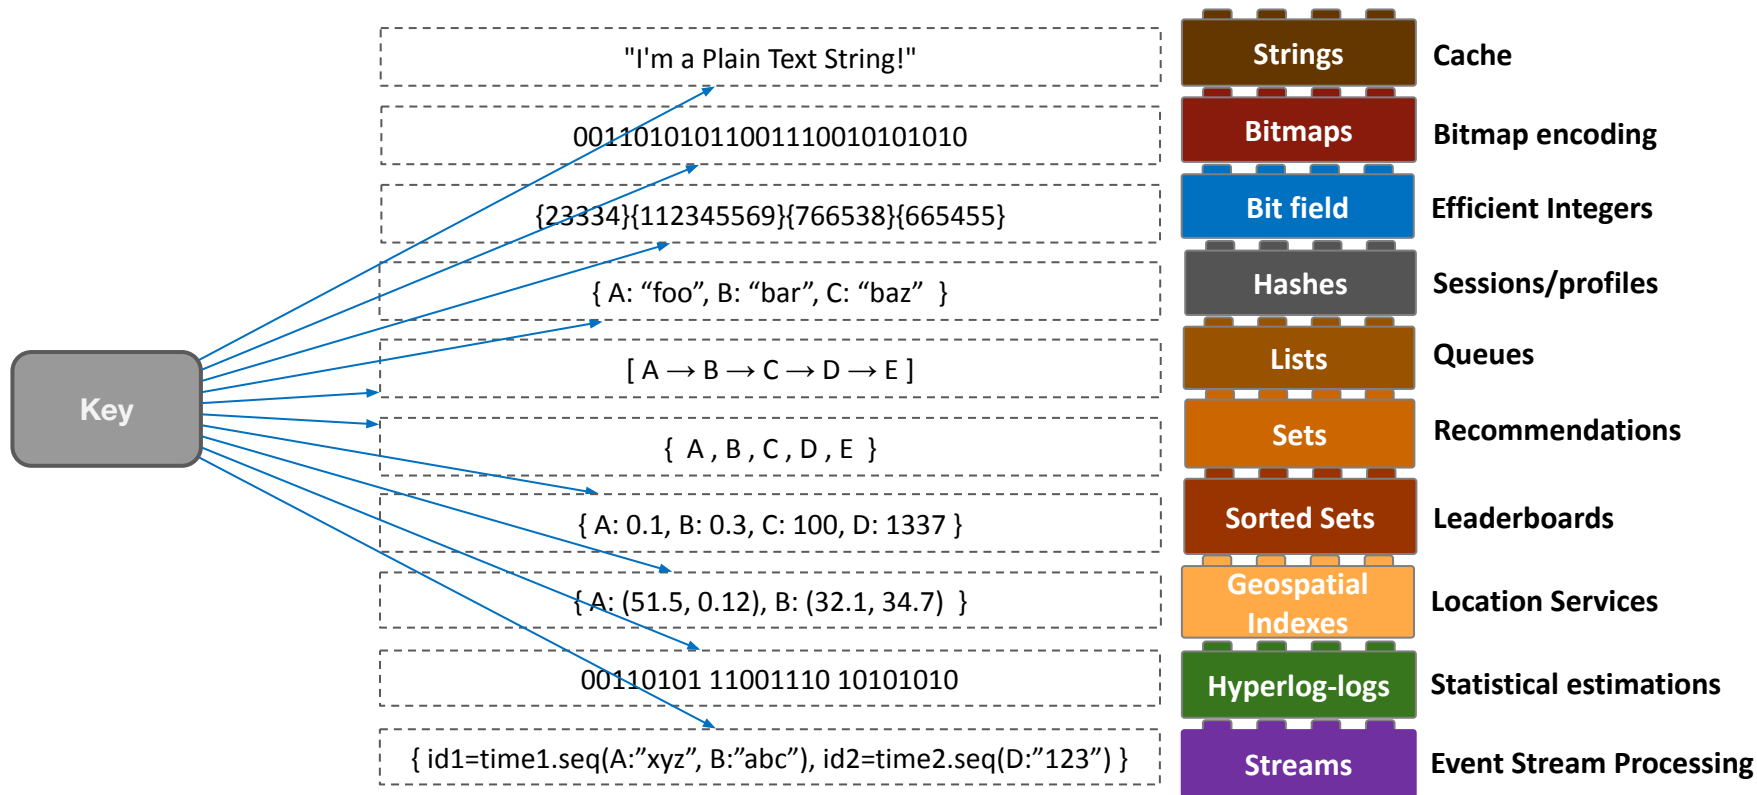 "I'm a Plain Text String!" Strings Cache
00110101011001110010101010 Bitmaps Bitmap encoding
{23334}{112345569}{766538}{665455} Bit field Efficient Integers
{ A: “foo”, B: “bar”, C: “baz” } Hashes Sessions/profiles
[ A → B → C → D → E ] Lists Queues
Key
{ A , B , C , D , E } Sets Recommendations
{ A: 0.1, B: 0.3, C: 100, D: 1337 } Sorted Sets Leaderboards
{ A: (51.5, 0.12), B: (32.1, 34.7) } Geospatial Location Services
Indexes
00110101 11001110 10101010 Hyperlog-logs Statistical estimations
{ id1=time1.seq(A:”xyz”, B:”abc”), id2=time2.seq(D:”123”) } Streams Event Stream Processing